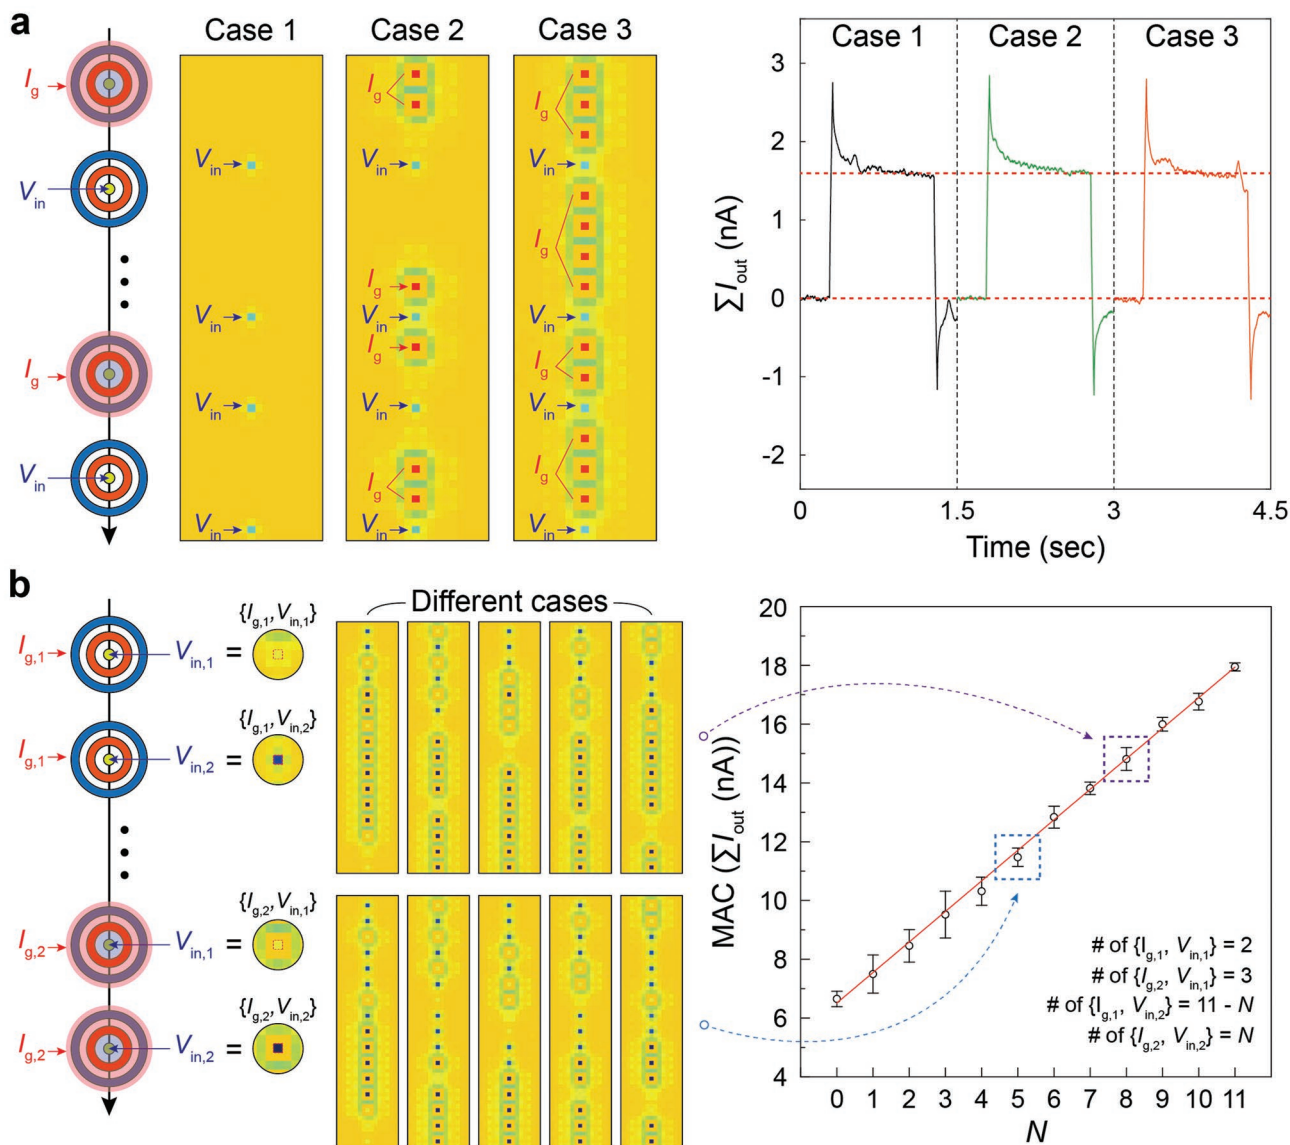 a
Case 1
Case 2
Case 3
I_g
V_in
I_g
V_in
V_in
V_in
V_in
V_in
I_g
V_in
I_g
V_in
I_g
V_in
I_g
V_in
I_g
V_in
I_g
V_in
I_g
V_in
I_g
V_in
Case 1
Case 2
Case 3
3
2
1
0
-1
-2
∑I_out (nA)
0
1.5
3
4.5
Time (sec)
b
I_g,1
V_in,1
=
{I_g,1, V_in,1}
I_g,1
V_in,2
=
{I_g,1, V_in,2}
I_g,2
V_in,1
=
{I_g,2, V_in,1}
I_g,2
V_in,2
=
{I_g,2, V_in,2}
Different cases
20
18
16
14
12
10
8
6
4
MAC (∑I_out (nA))
# of {I_g,1, V_in,1} = 2
# of {I_g,2, V_in,1} = 3
# of {I_g,1, V_in,2} = 11 - N
# of {I_g,2, V_in,2} = N
0 1 2 3 4 5 6 7 8 9 10 11
N